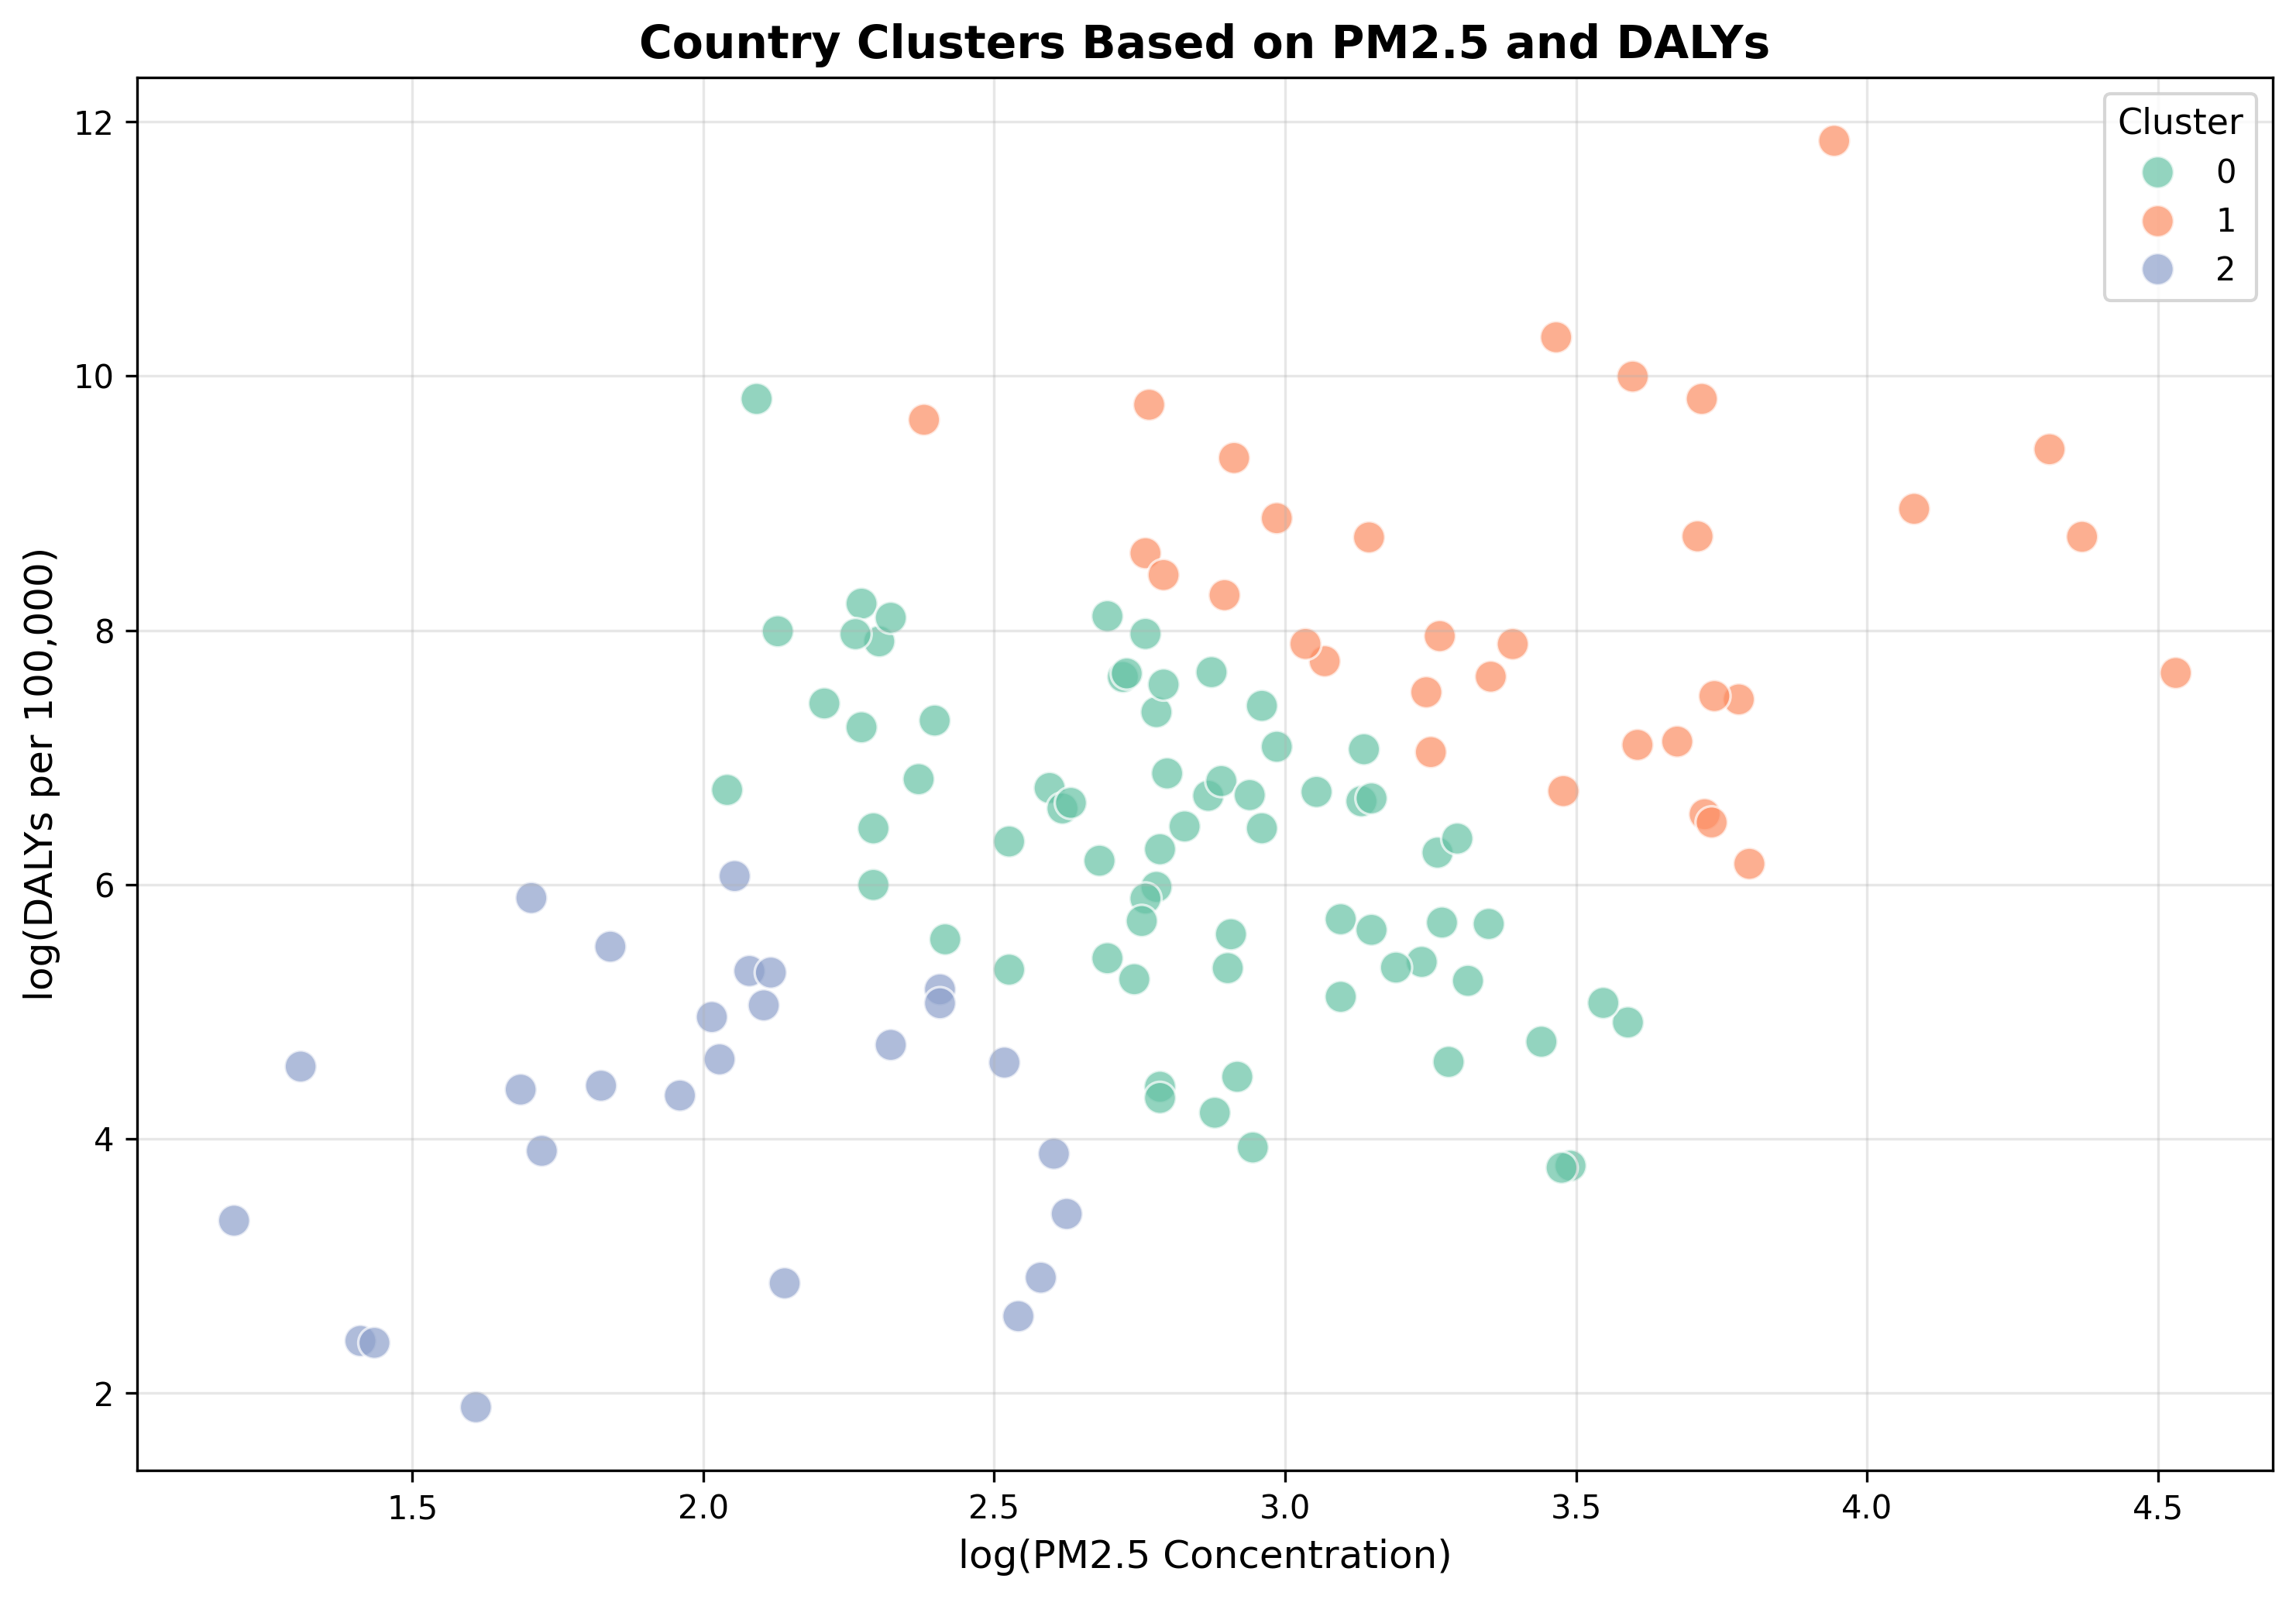 Country Clusters Based on PM2.5 and DALYs
Cluster
0
1
2
12
10
8
6
4
2
log(DALYs per 100,000)
1.5 2.0 2.5 3.0 3.5 4.0 4.5
log(PM2.5 Concentration)